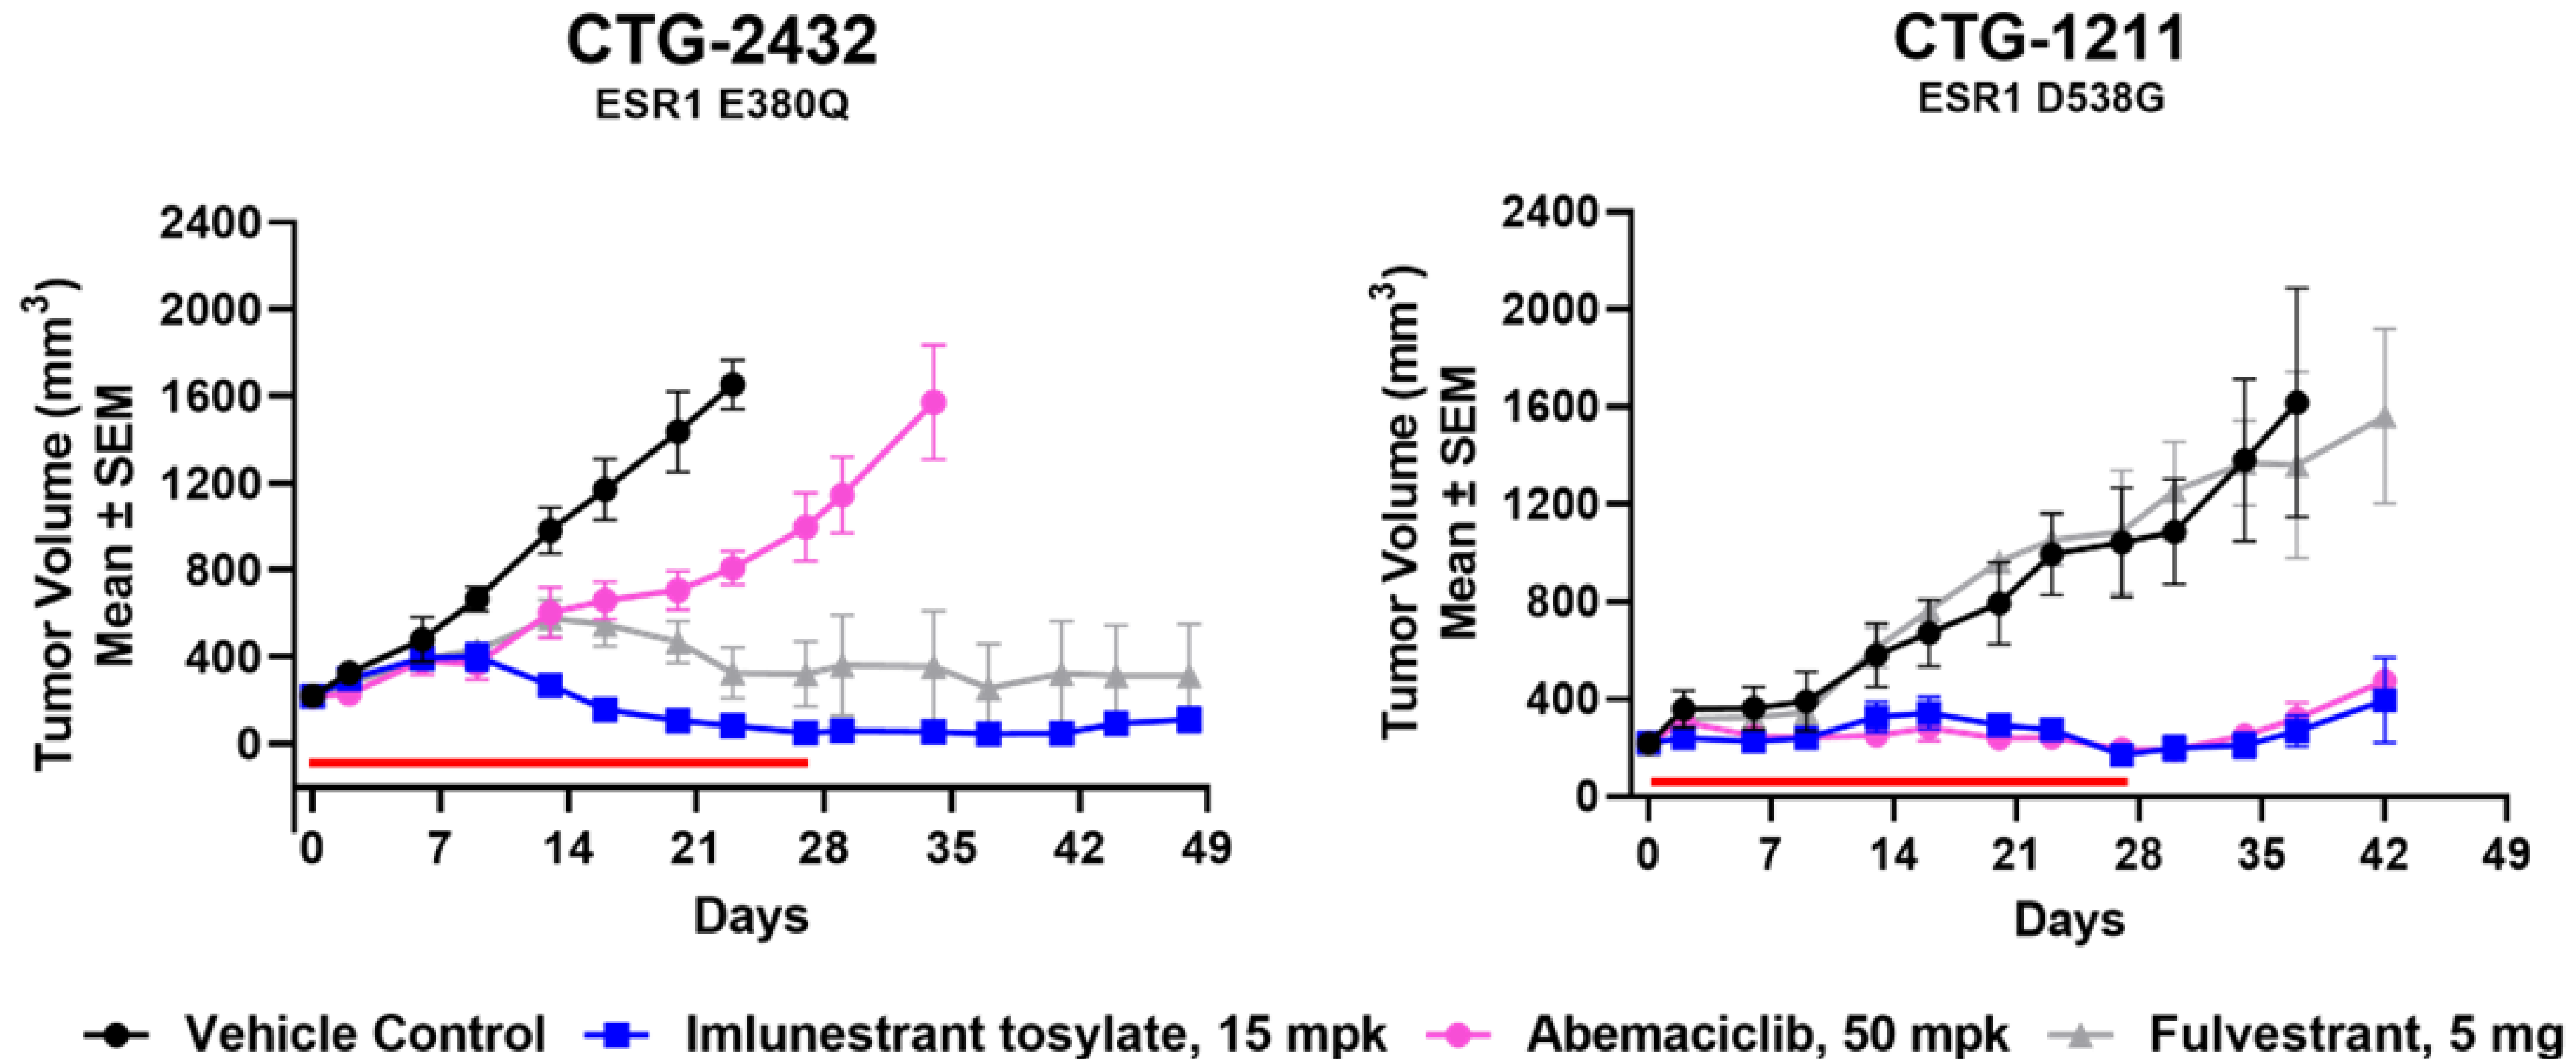 CTG-2432
ESR1 E380Q
Tumor Volume (mm³)
Mean ± SEM
2400
2000
1600
1200
800
400
0
0 7 14 21 28 35 42 49
Days
CTG-1211
ESR1 D538G
Tumor Volume (mm³)
Mean ± SEM
2400
2000
1600
1200
800
400
0
0 7 14 21 28 35 42 49
Days
Vehicle Control Imlunestrant tosylate, 15 mpk Abemaciclib, 50 mpk Fulvestrant, 5 mg